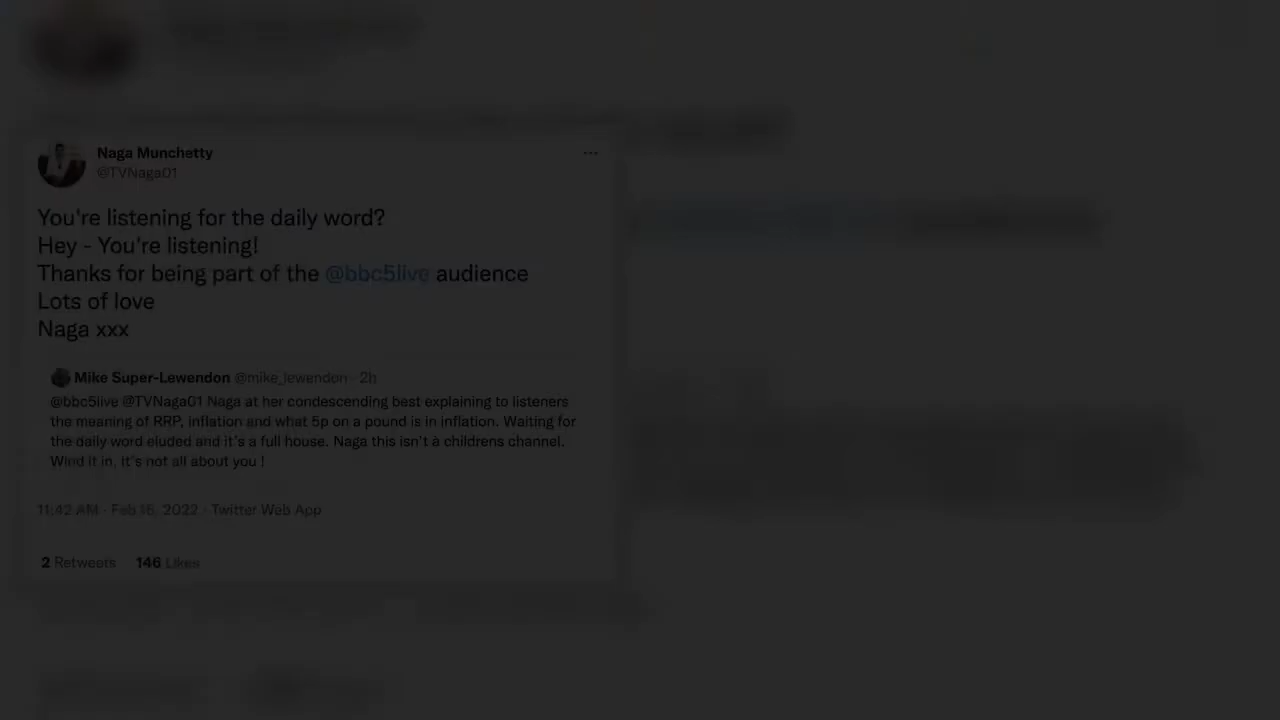 Naga Munchetty
@TVNaga01
You're listening for the daily word?
Hey - You're listening!
Thanks for being part of the @bbc5live audience
Lots of love
Naga xxx
Mike Super-Lewendon @mike_lewendon · 2h
@bbc5live @TVNaga01 Naga at her condescending best explaining to listeners
the meaning of RRP, inflation and what 5p on a pound is in inflation. Waiting for
the daily word eluded and it's a full house. Naga this isn't a childrens channel.
Wind it in. It's not all about you !
11:42 AM · Feb 16, 2022 · Twitter Web App
2 Retweets 146 Likes